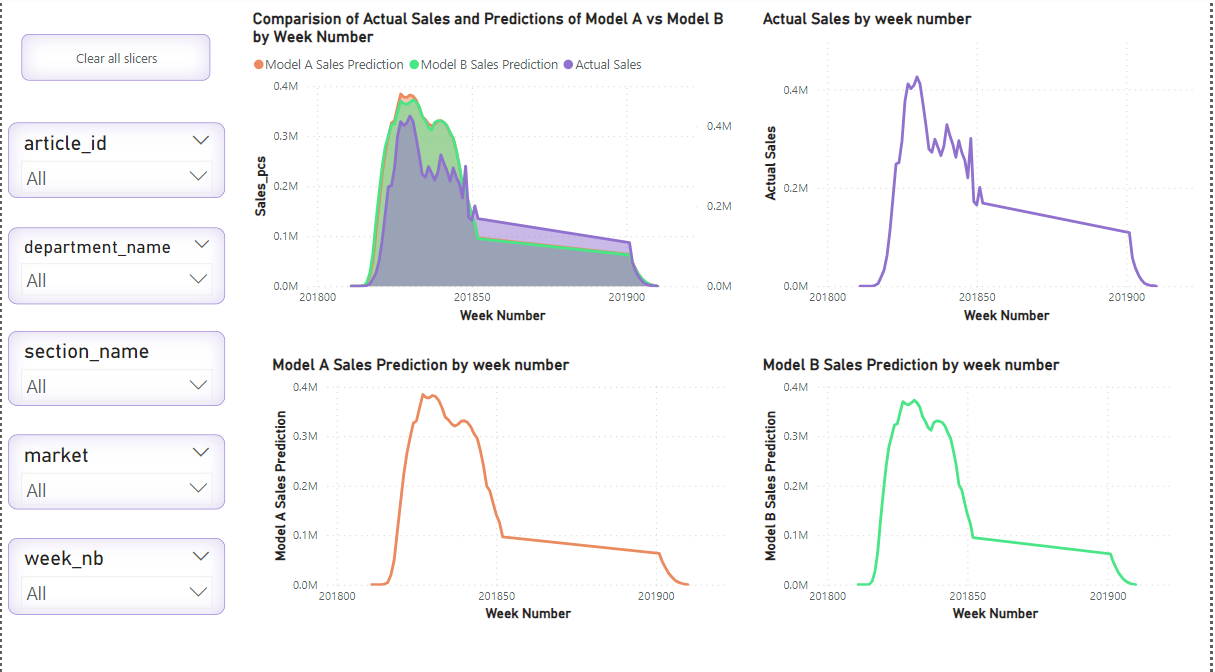 Clear all slicers
article_id
All
department_name
All
section_name
All
market
All
week_nb
All
Comparision of Actual Sales and Predictions of Model A vs Model B
by Week Number
Model A Sales Prediction Model B Sales Prediction Actual Sales
Sales_pcs
0.4M
0.3M
0.2M
0.1M
0.0M
0.4M
0.2M
0.0M
201800 201850 201900
Week Number
Actual Sales by week number
Actual Sales
0.4M
0.2M
0.0M
201800 201850 201900
Week Number
Model A Sales Prediction by week number
Model A Sales Prediction
0.4M
0.3M
0.2M
0.1M
0.0M
201800 201850 201900
Week Number
Model B Sales Prediction by week number
Model B Sales Prediction
0.4M
0.3M
0.2M
0.1M
0.0M
201800 201850 201900
Week Number